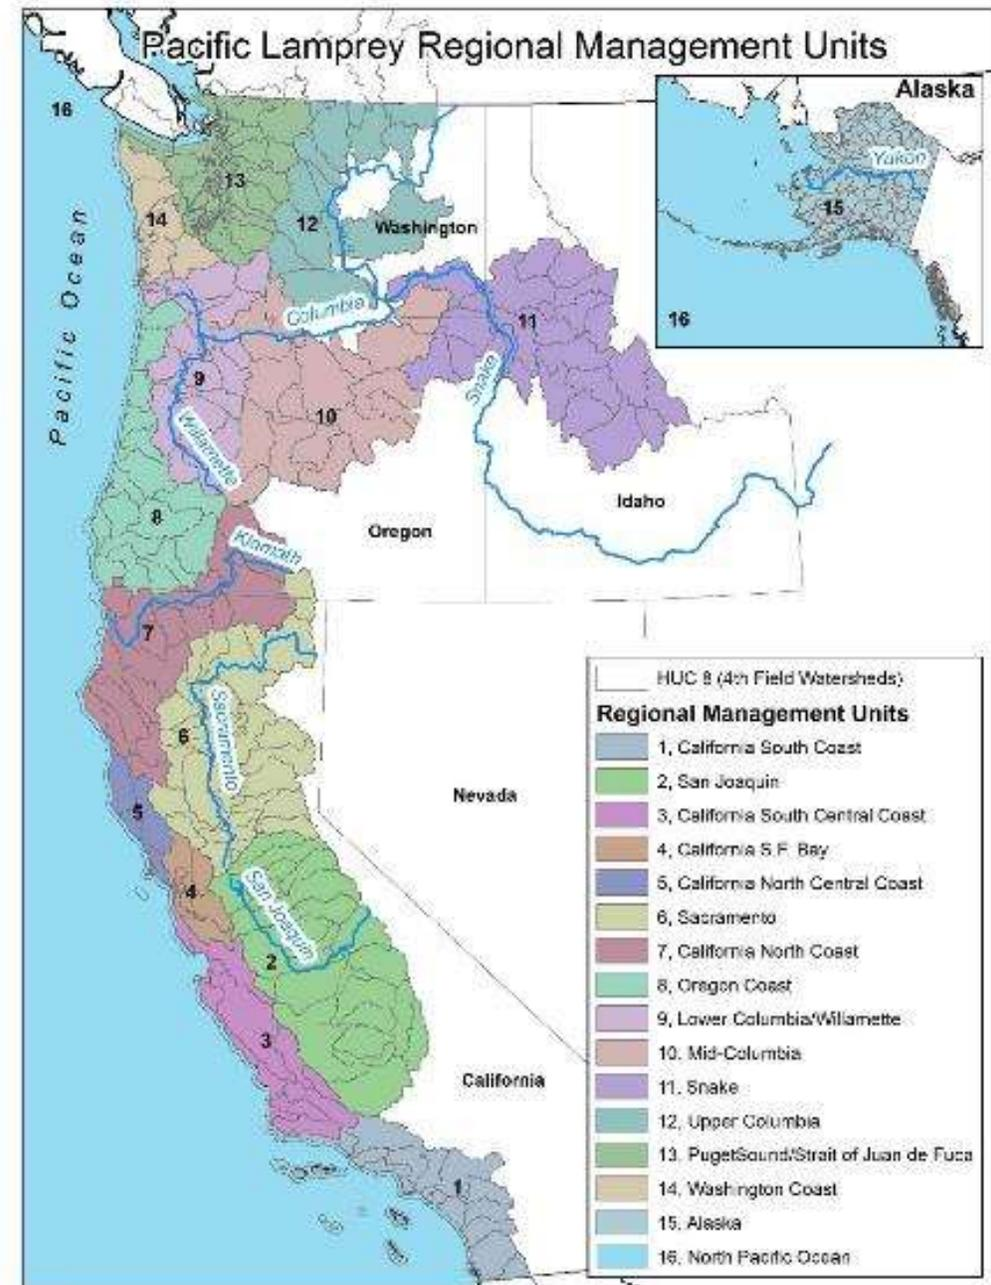 Pacific Lamprey Regional Management Units
16
Alaska
Yukon
15
16
13
14
12
Washington
Pacific Ocean
Columbia
11
9
Snake
10
Willamette
Idaho
8
Oregon
Klamath
7
Sacramento
6
Nevada
5
San Joaquin
4
2
3
California
1
HUC 8 (4th Field Watersheds)
Regional Management Units
1, California South Coast
2, San Joaquin
3, California South Central Coast
4, California S.F. Bay
5, California North Central Coast
6, Sacramento
7, California North Coast
8, Oregon Coast
9, Lower Columbia/Willamette
10. Mid-Columbia
11. Snake
12, Upper Columbia
13. PugetSound/Strait of Juan de Fuca
14. Washington Coast
15. Alaska
16. North Pacific Ocean